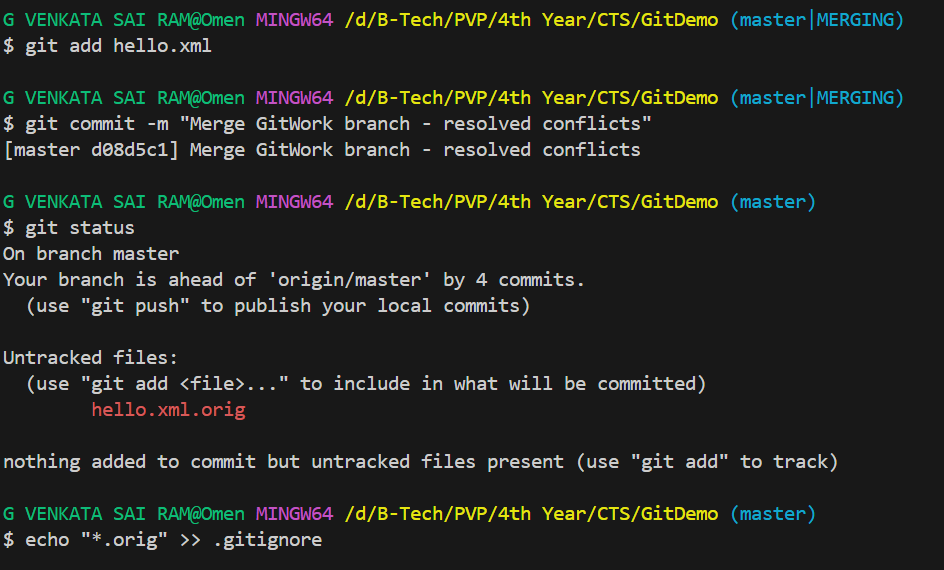 G VENKATA SAI RAM@Omen MINGW64 /d/B-Tech/PVP/4th Year/CTS/GitDemo (master|MERGING)
$ git add hello.xml
G VENKATA SAI RAM@Omen MINGW64 /d/B-Tech/PVP/4th Year/CTS/GitDemo (master|MERGING)
$ git commit -m "Merge GitWork branch - resolved conflicts"
[master d08d5c1] Merge GitWork branch - resolved conflicts
G VENKATA SAI RAM@Omen MINGW64 /d/B-Tech/PVP/4th Year/CTS/GitDemo (master)
$ git status
On branch master
Your branch is ahead of 'origin/master' by 4 commits.
  (use "git push" to publish your local commits)
Untracked files:
  (use "git add <file>..." to include in what will be committed)
        hello.xml.orig
nothing added to commit but untracked files present (use "git add" to track)
G VENKATA SAI RAM@Omen MINGW64 /d/B-Tech/PVP/4th Year/CTS/GitDemo (master)
$ echo "*.orig" >> .gitignore